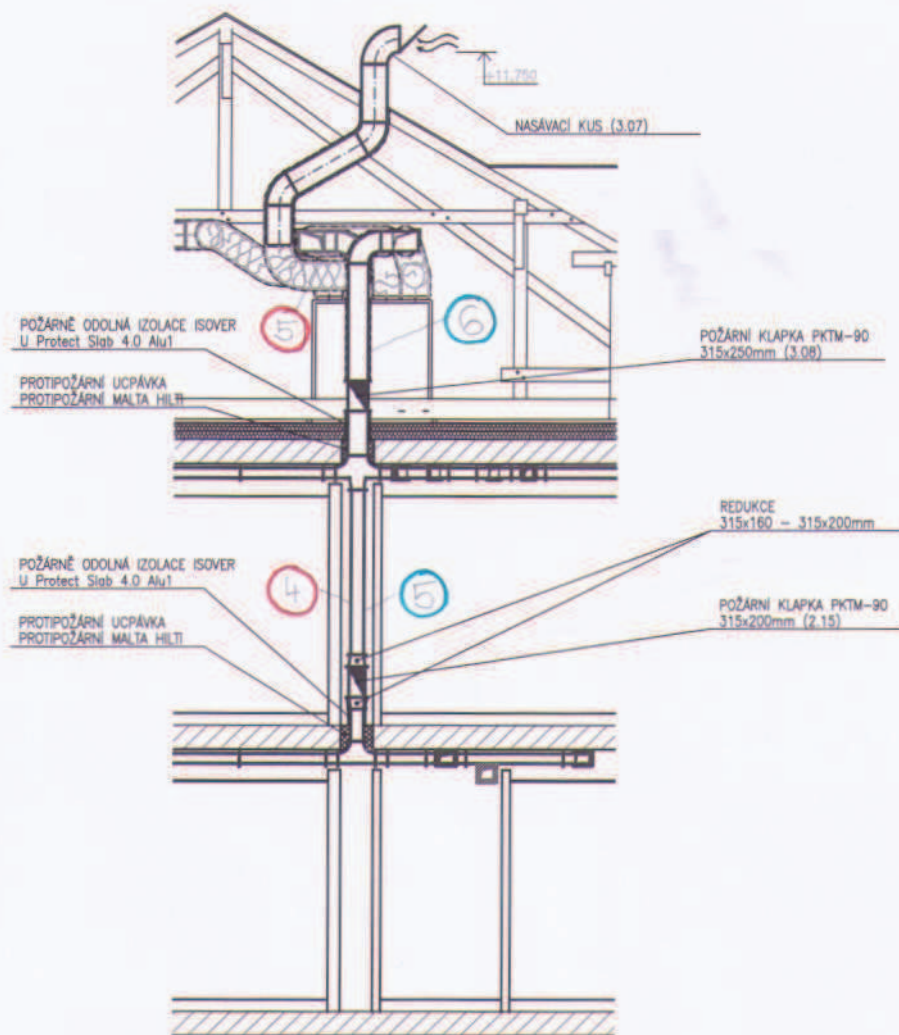 +11,750
NASÁVACÍ KUS (3.07)
5
6
POŽÁRNĚ ODOLNÁ IZOLACE ISOVER
U Protect Slab 4.0 Alu1
POŽÁRNÍ KLAPKA PKTM-90
315x250mm (3.08)
PROTIPOŽÁRNÍ UCPÁVKA
PROTIPOŽÁRNÍ MALTA HILTI
REDUKCE
315x160 - 315x200mm
POŽÁRNĚ ODOLNÁ IZOLACE ISOVER
U Protect Slab 4.0 Alu1
4
5
POŽÁRNÍ KLAPKA PKTM-90
315x200mm (2.15)
PROTIPOŽÁRNÍ UCPÁVKA
PROTIPOŽÁRNÍ MALTA HILTI